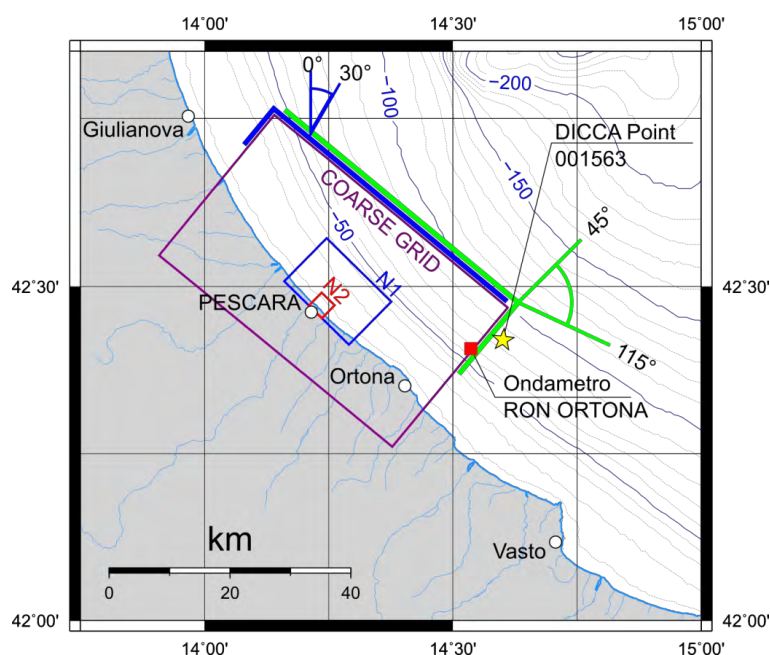 14°00' 14°30' 15°00'
0°
30°
−100
−200
Giulianova
DICCA Point
001563
−150
COARSE GRID
−50
45°
N1
42°30' 42°30'
N2
PESCARA
115°
Ortona
Ondametro
RON ORTONA
km
Vasto
0 20 40
42°00' 42°00'
14°00' 14°30' 15°00'